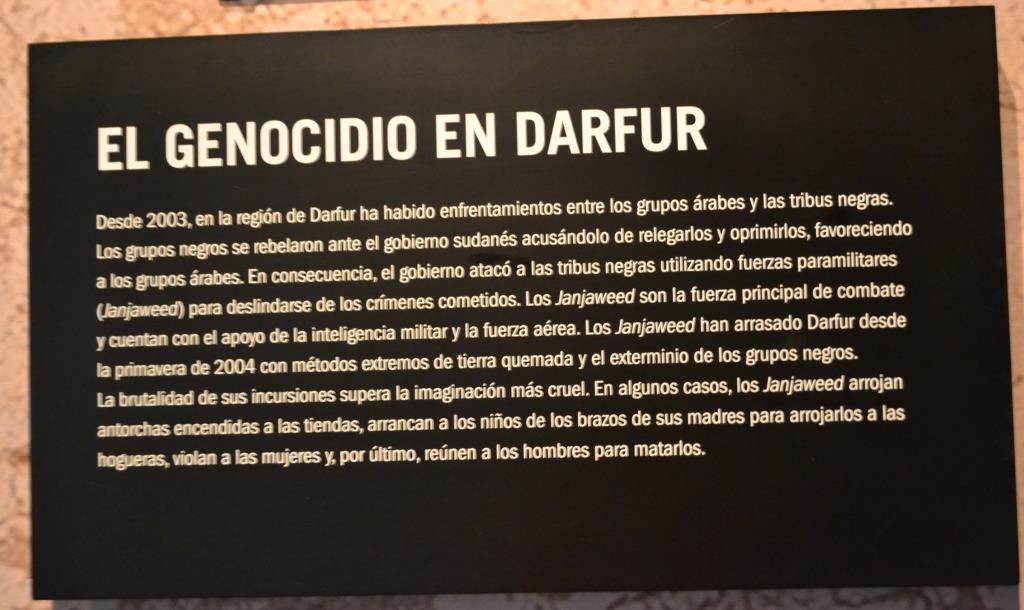 EL GENOCIDIO EN DARFUR
Desde 2003, en la región de Darfur ha habido enfrentamientos entre los grupos árabes y las tribus negras.
Los grupos negros se rebelaron ante el gobierno sudanés acusándolo de relegarlos y oprimirlos, favoreciendo
a los grupos árabes. En consecuencia, el gobierno atacó a las tribus negras utilizando fuerzas paramilitares
(Janjaweed) para deslindarse de los crímenes cometidos. Los Janjaweed son la fuerza principal de combate
y cuentan con el apoyo de la inteligencia militar y la fuerza aérea. Los Janjaweed han arrasado Darfur desde
la primavera de 2004 con métodos extremos de tierra quemada y el exterminio de los grupos negros.
La brutalidad de sus incursiones supera la imaginación más cruel. En algunos casos, los Janjaweed arrojan
antorchas encendidas a las tiendas, arrancan a los niños de los brazos de sus madres para arrojarlos a las
hogueras, violan a las mujeres y, por último, reúnen a los hombres para matarlos.